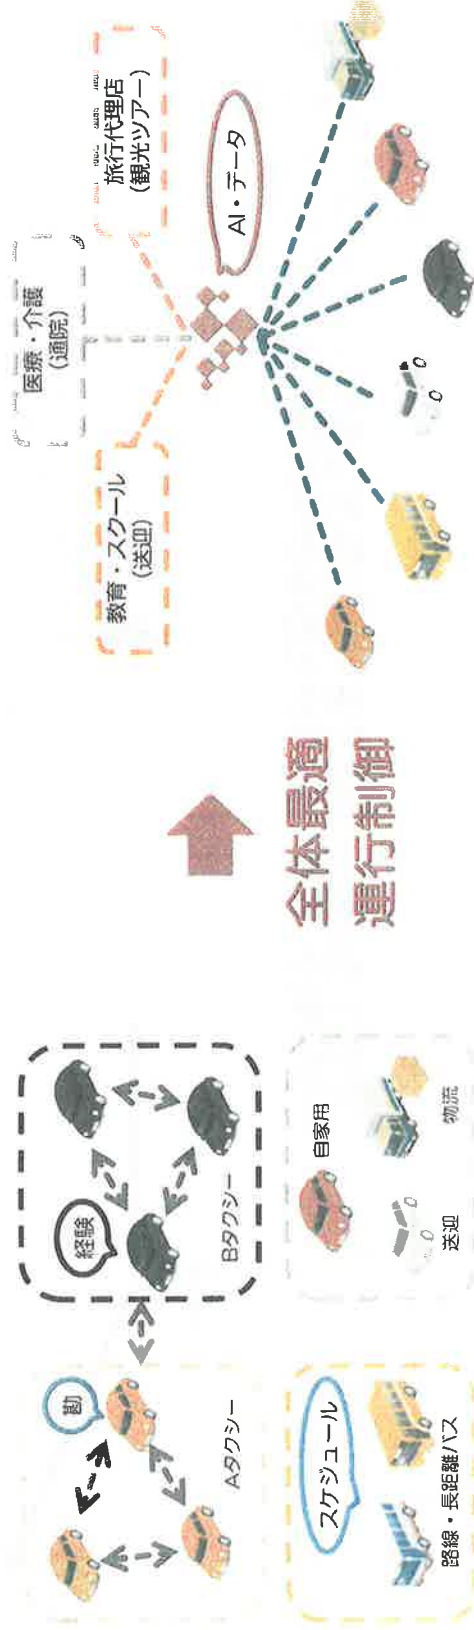 勘
Aタクシー
経験
Bタクシー
スケジュール
路線・長距離バス
自家用
送迎
物流
全体最適
運行制御
教育・スクール
(送迎)
医療・介護
(通院)
旅行代理店
(観光ツアー)
AI・データ